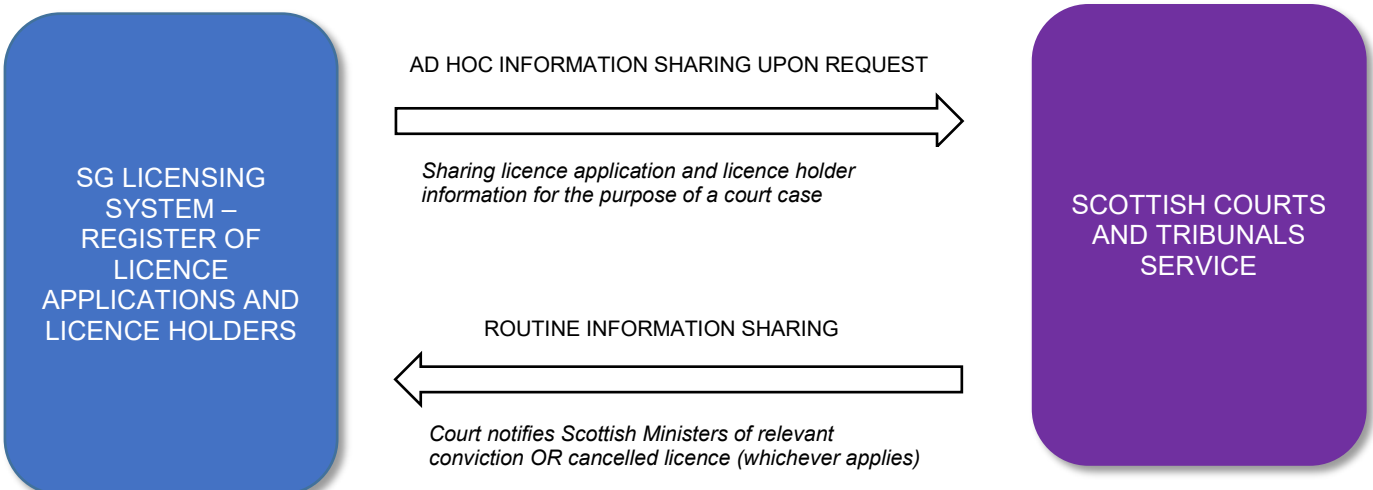 SG LICENSING
SYSTEM –
REGISTER OF
LICENCE
APPLICATIONS AND
LICENCE HOLDERS
AD HOC INFORMATION SHARING UPON REQUEST
Sharing licence application and licence holder
information for the purpose of a court case
ROUTINE INFORMATION SHARING
Court notifies Scottish Ministers of relevant
conviction OR cancelled licence (whichever applies)
SCOTTISH COURTS
AND TRIBUNALS
SERVICE